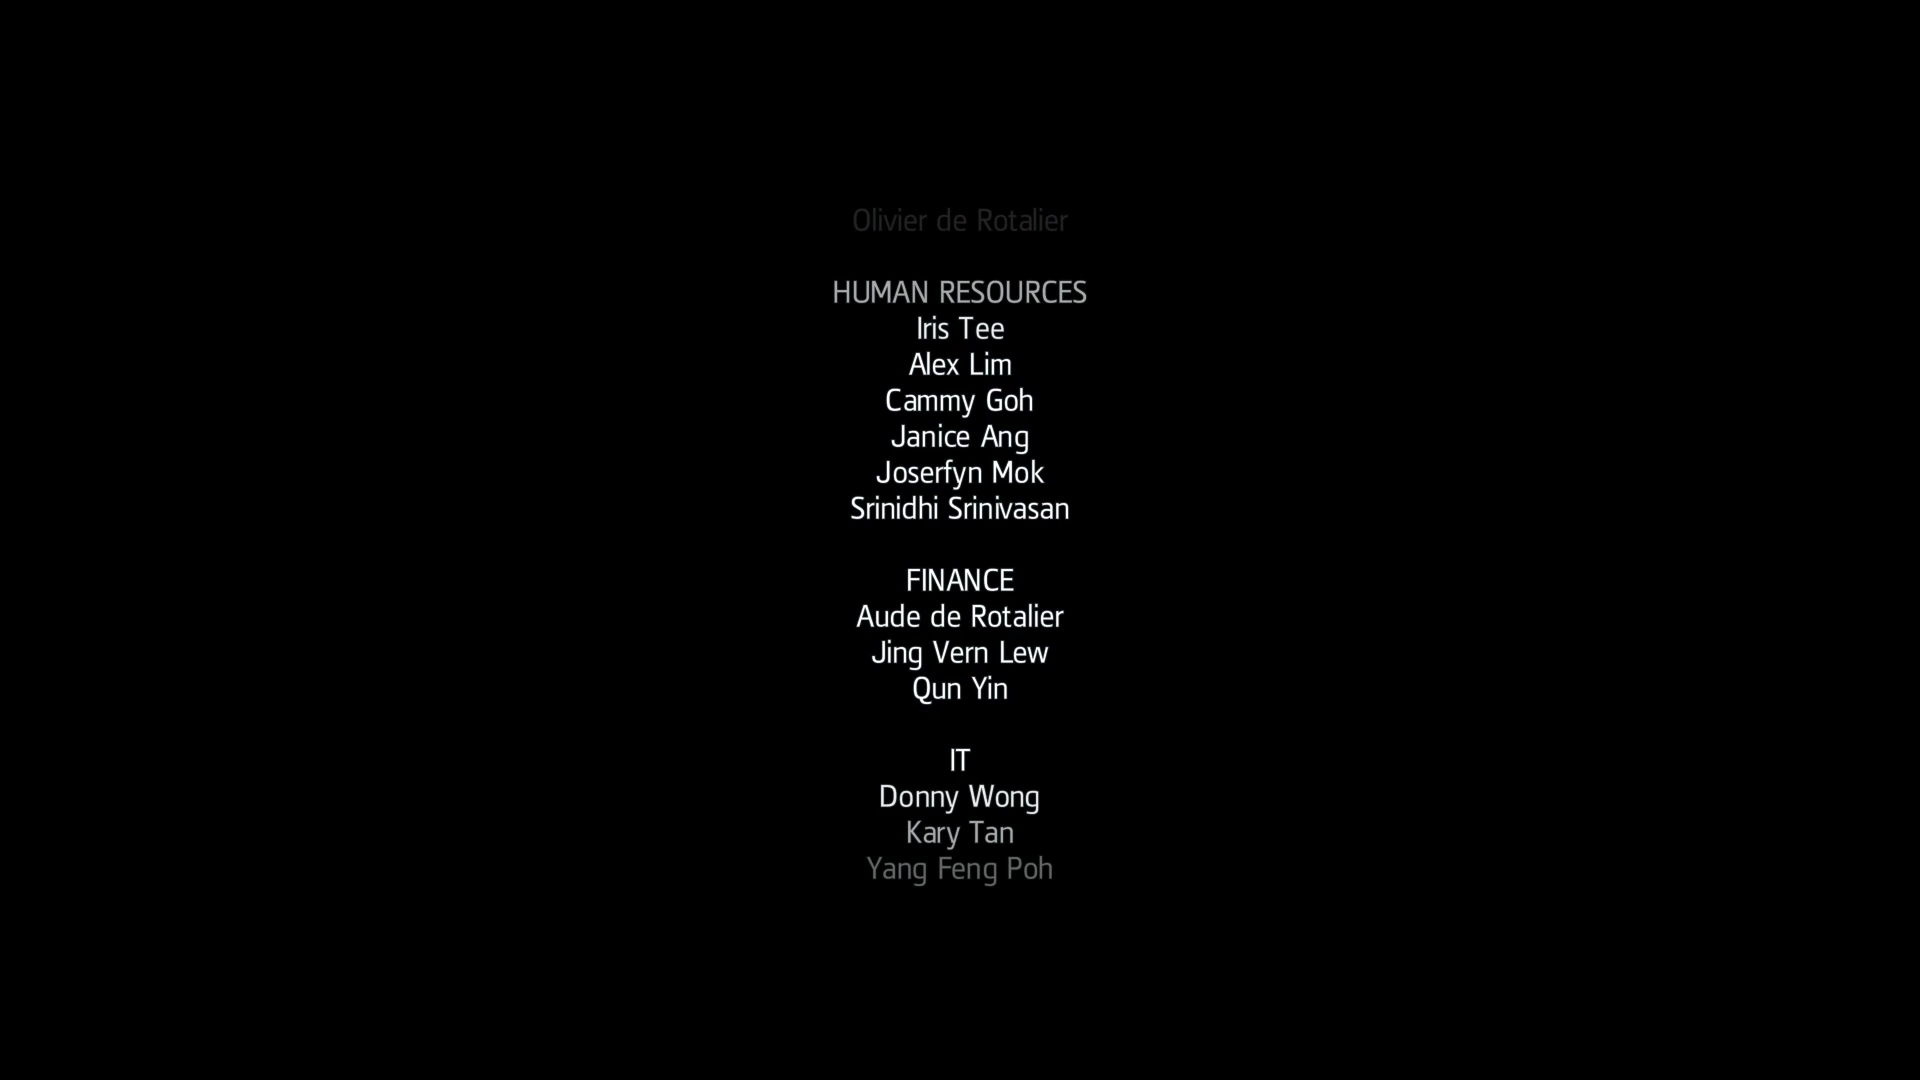 Olivier de Rotalier
HUMAN RESOURCES
Iris Tee
Alex Lim
Cammy Goh
Janice Ang
Joserfyn Mok
Srinidhi Srinivasan
FINANCE
Aude de Rotalier
Jing Vern Lew
Qun Yin
IT
Donny Wong
Kary Tan
Yang Feng Poh